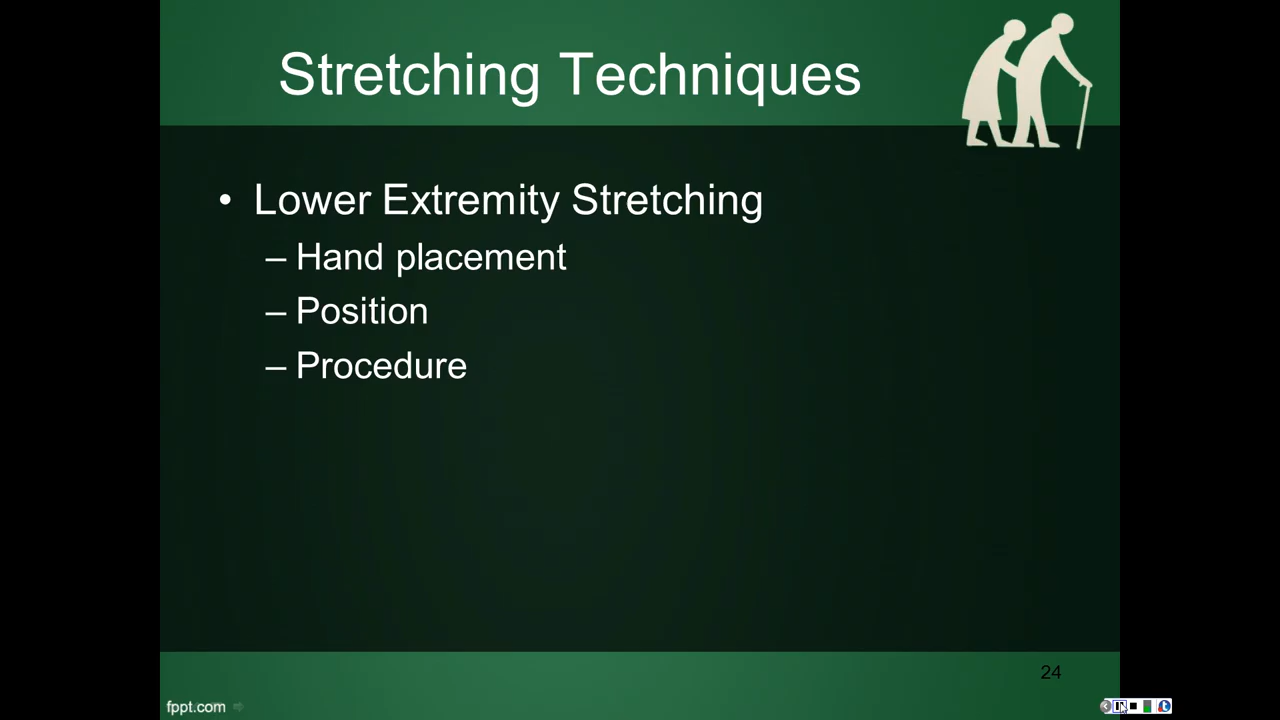 Stretching Techniques
• Lower Extremity Stretching
– Hand placement
– Position
– Procedure
24
fppt.com